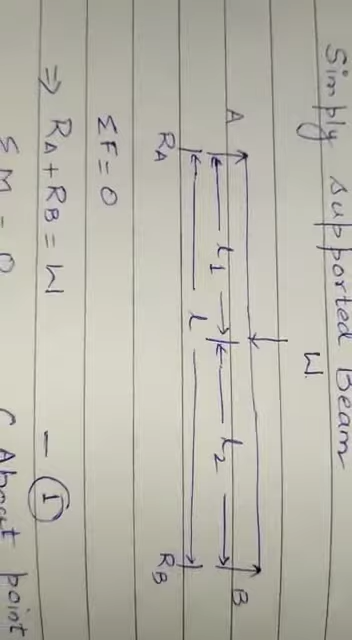 Simply supported Beam
W
A B
l1 l2
RA l RB
ΣF = 0
⇒ RA + RB = W — (1)
ΣM = 0 ( About point